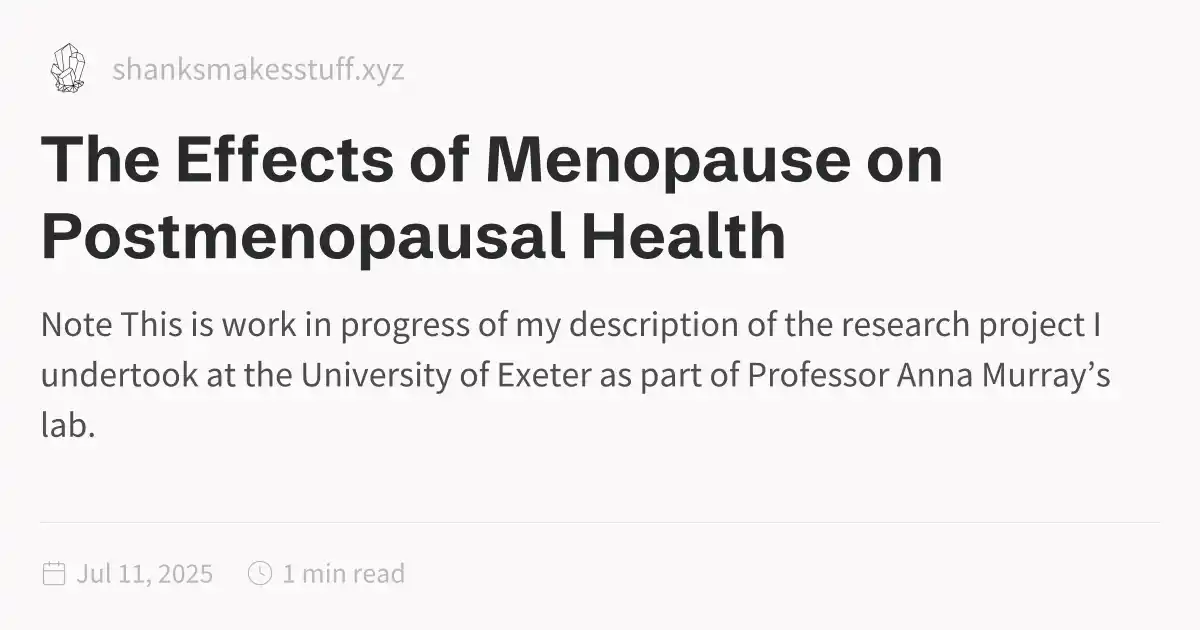 shanksmakesstuff.xyz
The Effects of Menopause on
Postmenopausal Health
Note This is work in progress of my description of the research project I
undertook at the University of Exeter as part of Professor Anna Murray’s
lab.
Jul 11, 2025 1 min read